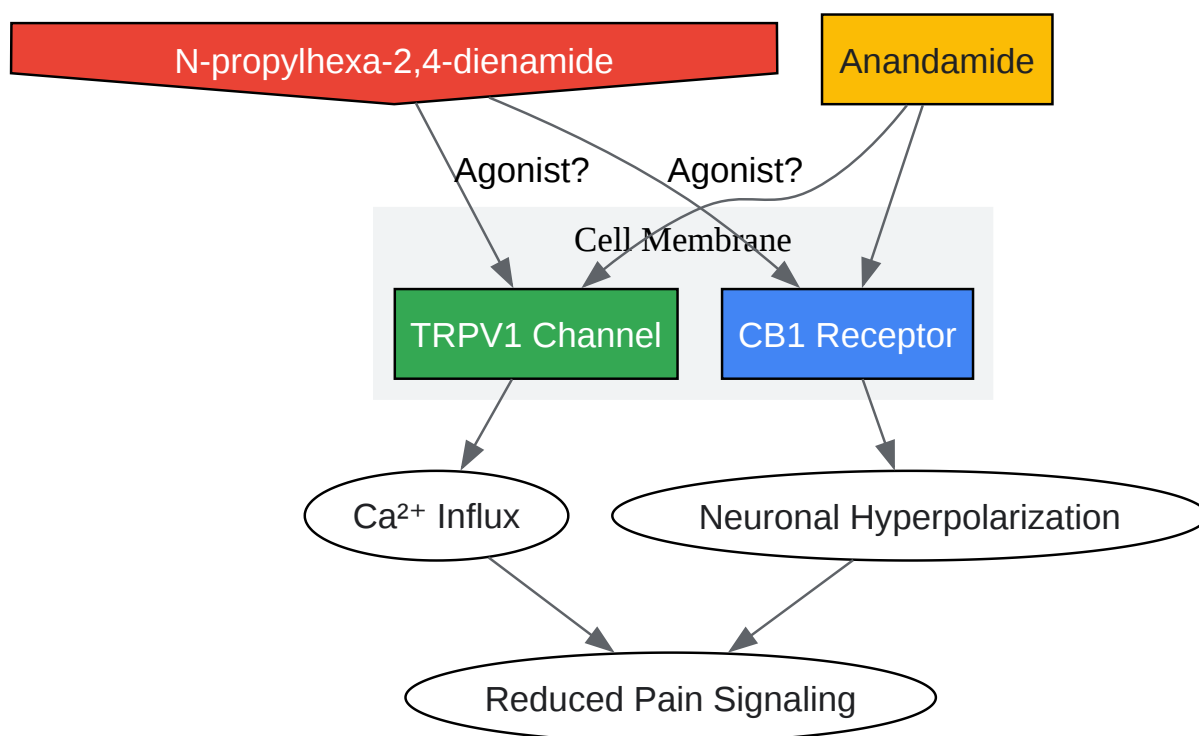 N-propylhexa-2,4-dienamide
Anandamide
Agonist?
Agonist?
Cell Membrane
TRPV1 Channel
CB1 Receptor
Ca²⁺ Influx
Neuronal Hyperpolarization
Reduced Pain Signaling